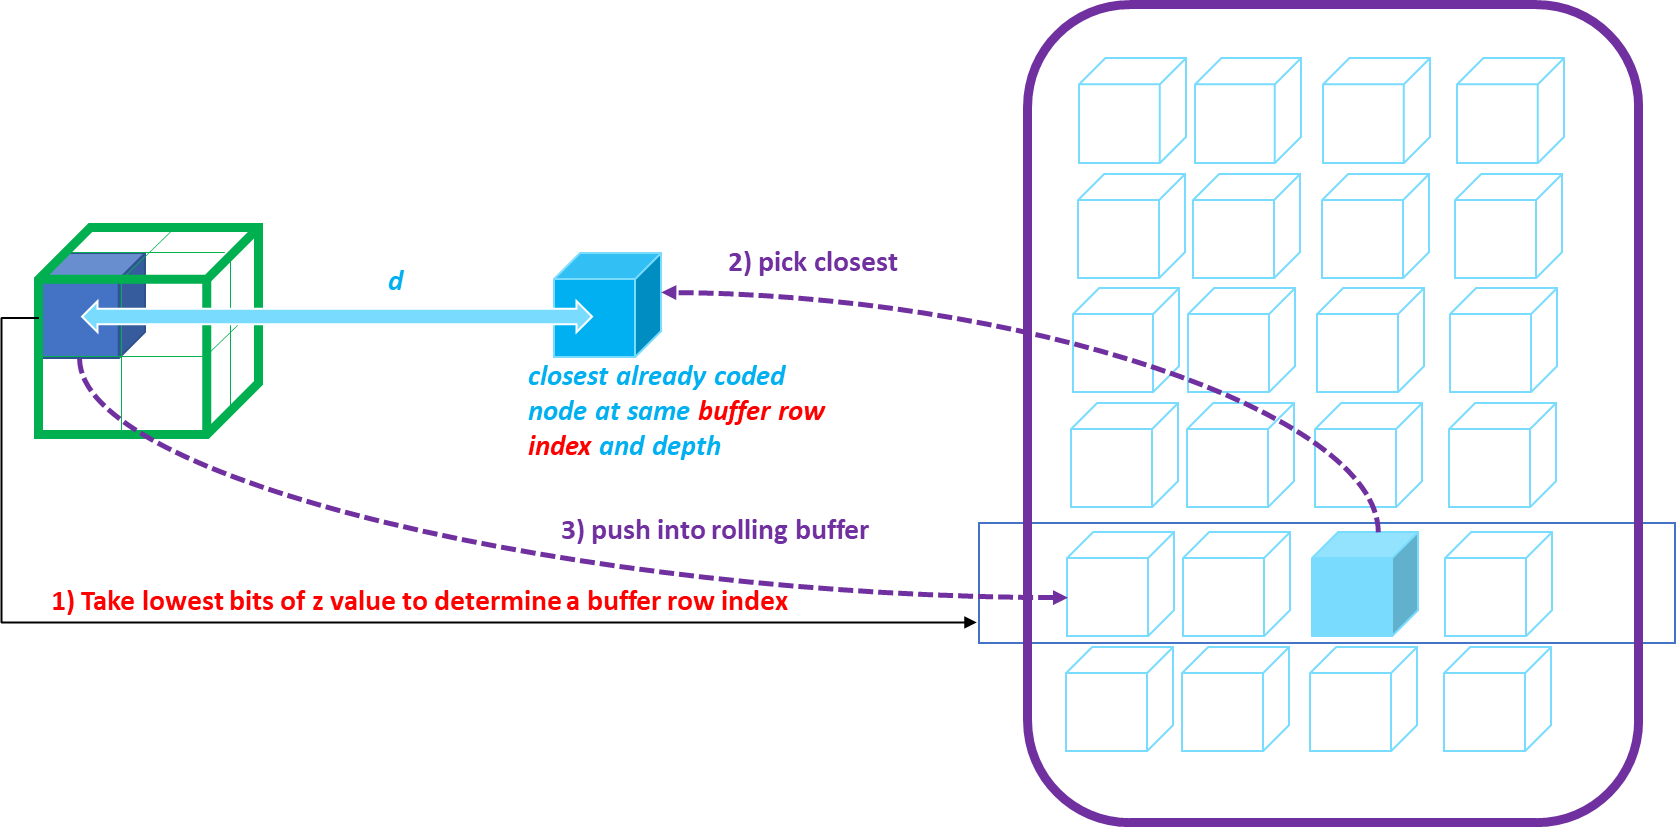 2) pick closest
d
closest already coded
node at same buffer row
index and depth
3) push into rolling buffer
1) Take lowest bits of z value to determine a buffer row index